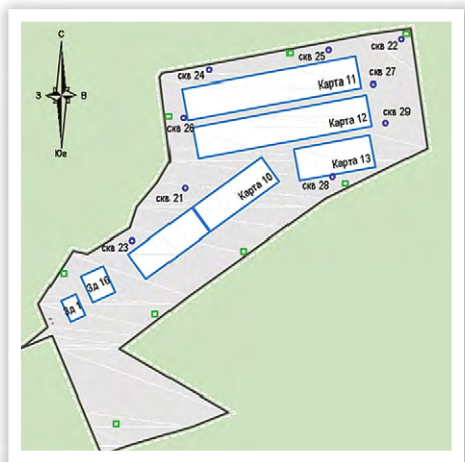 С
З
В
Юг
скв 22
скв 25
скв 24
скв 27
Карта 11
скв 26
Карта 12
скв 29
Карта 13
скв 28
скв 21
Карта 10
скв 23
Зд 16
Зд 1